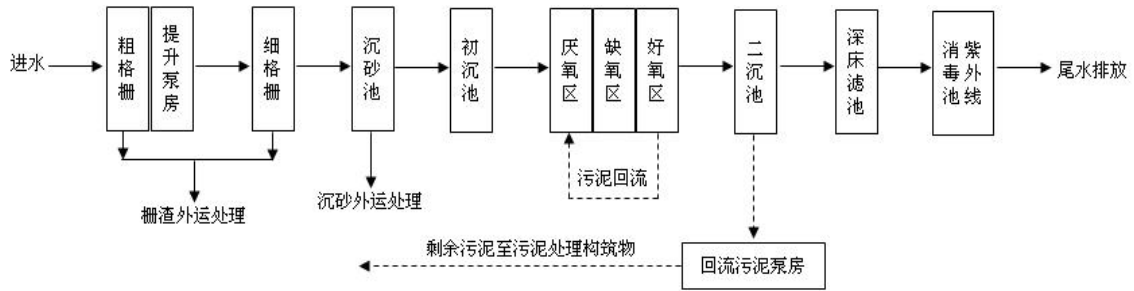 进水
粗格栅
提升泵房
细格栅
沉砂池
初沉池
厌氧区
缺氧区
好氧区
二沉池
深床滤池
紫外线
消毒池
尾水排放
污泥回流
栅渣外运处理
沉砂外运处理
剩余污泥至污泥处理构筑物
回流污泥泵房